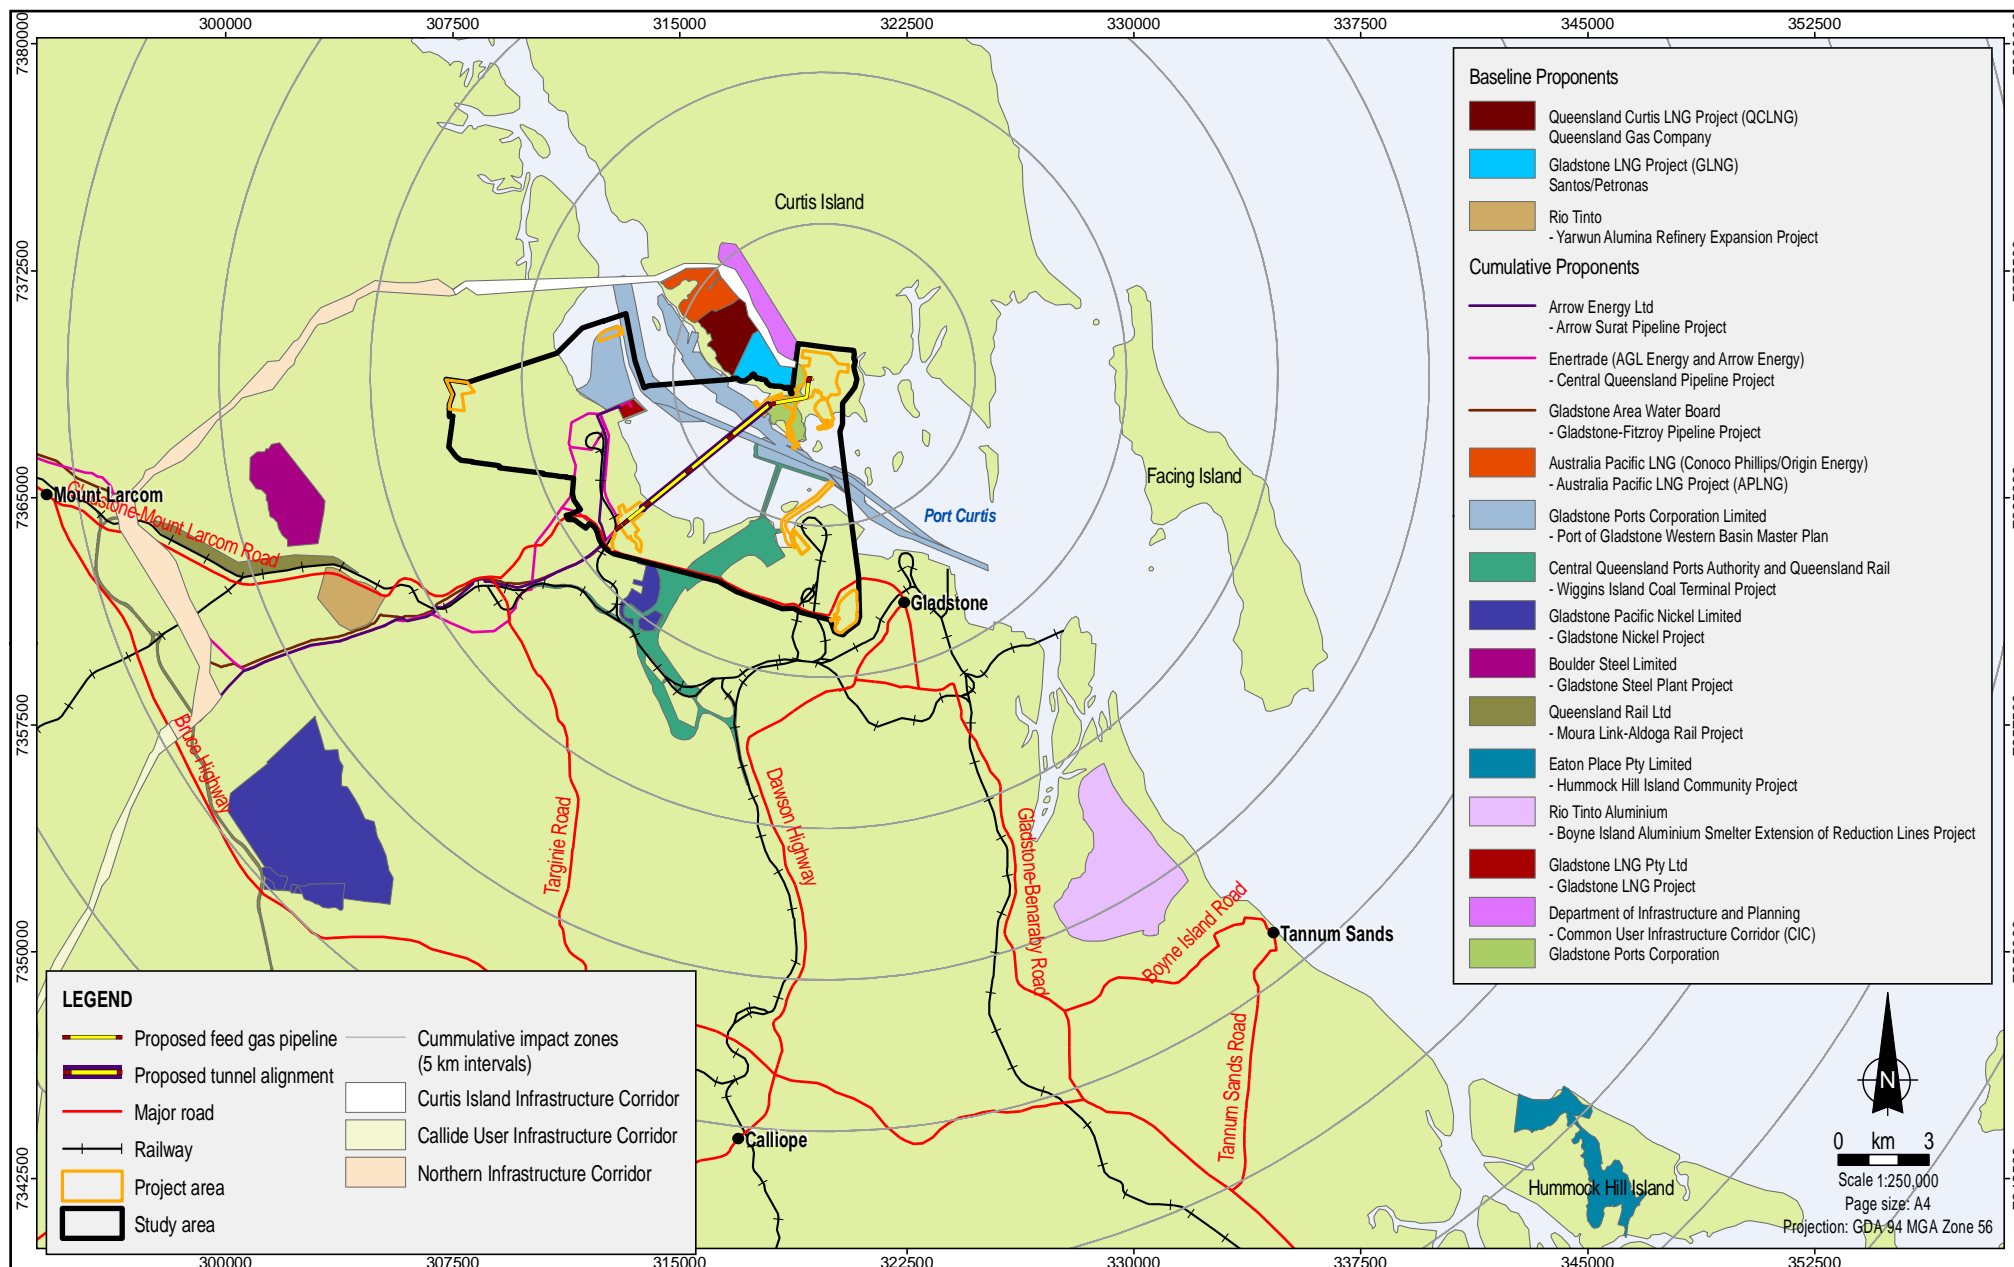 300000 307500 315000 322500 330000 337500 345000 352500
7380000
7372500
7365000
7357500
7350000
7342500
Curtis Island
Facing Island
Port Curtis
Mount Larcom
Gladstone-Mount Larcom Road
Gladstone
Bruce Highway
Targinie Road
Dawson Highway
Gladstone-Benaraby Road
Boyne Island Road
Tannum Sands
Tannum Sands Road
Calliope
Hummock Hill Island
Baseline Proponents
Queensland Curtis LNG Project (QCLNG)
Queensland Gas Company
Gladstone LNG Project (GLNG)
Santos/Petronas
Rio Tinto
- Yarwun Alumina Refinery Expansion Project
Cumulative Proponents
Arrow Energy Ltd
- Arrow Surat Pipeline Project
Enertrade (AGL Energy and Arrow Energy)
- Central Queensland Pipeline Project
Gladstone Area Water Board
- Gladstone-Fitzroy Pipeline Project
Australia Pacific LNG (Conoco Phillips/Origin Energy)
- Australia Pacific LNG Project (APLNG)
Gladstone Ports Corporation Limited
- Port of Gladstone Western Basin Master Plan
Central Queensland Ports Authority and Queensland Rail
- Wiggins Island Coal Terminal Project
Gladstone Pacific Nickel Limited
- Gladstone Nickel Project
Boulder Steel Limited
- Gladstone Steel Plant Project
Queensland Rail Ltd
- Moura Link-Aldoga Rail Project
Eaton Place Pty Limited
- Hummock Hill Island Community Project
Rio Tinto Aluminium
- Boyne Island Aluminium Smelter Extension of Reduction Lines Project
Gladstone LNG Pty Ltd
- Gladstone LNG Project
Department of Infrastructure and Planning
- Common User Infrastructure Corridor (CIC)
Gladstone Ports Corporation
LEGEND
Proposed feed gas pipeline
Proposed tunnel alignment
Major road
Railway
Project area
Study area
Cummulative impact zones
(5 km intervals)
Curtis Island Infrastructure Corridor
Callide User Infrastructure Corridor
Northern Infrastructure Corridor
N
0 km 3
Scale 1:250,000
Page size: A4
Projection: GDA 94 MGA Zone 56
300000 307500 315000 322500 330000 337500 345000 352500